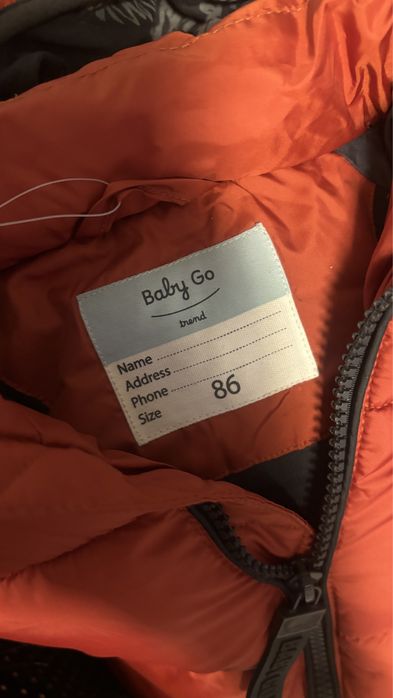 Baby Go
trend
Name
Address
Phone
Size 86